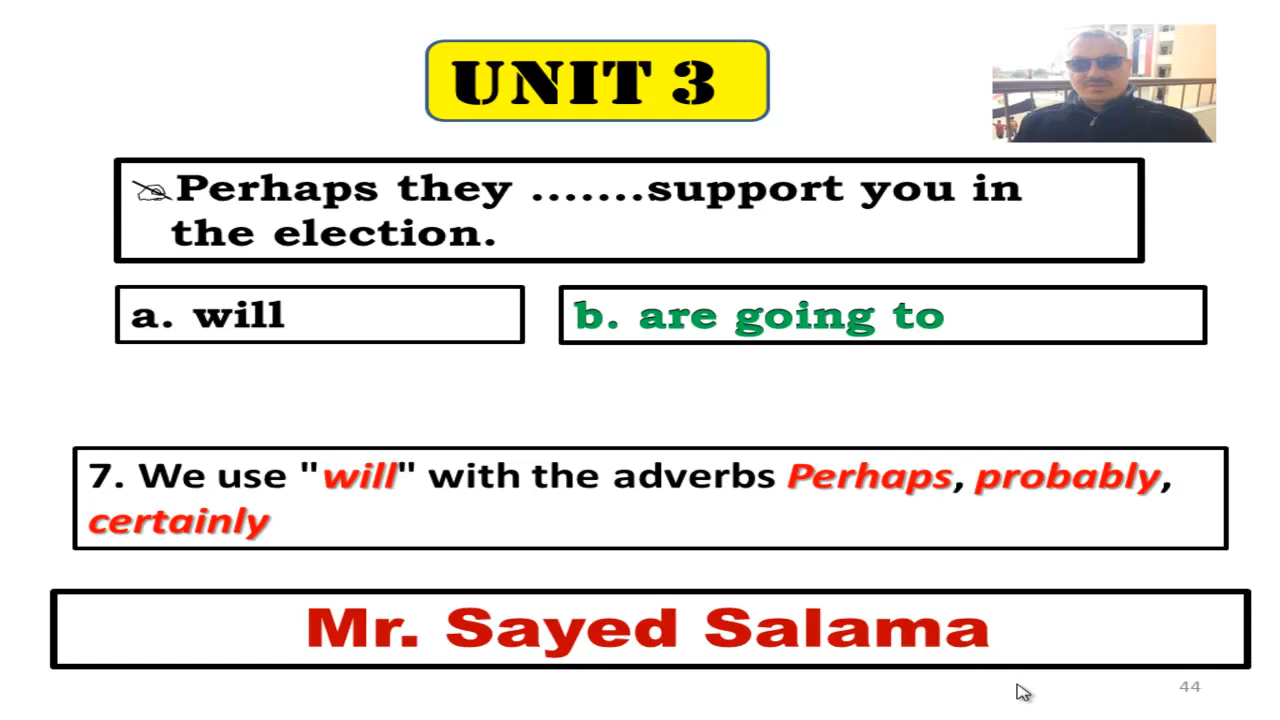 UNIT 3
Perhaps they .......support you in
the election.
a. will
b. are going to
7. We use "will" with the adverbs Perhaps, probably,
certainly
Mr. Sayed Salama
44